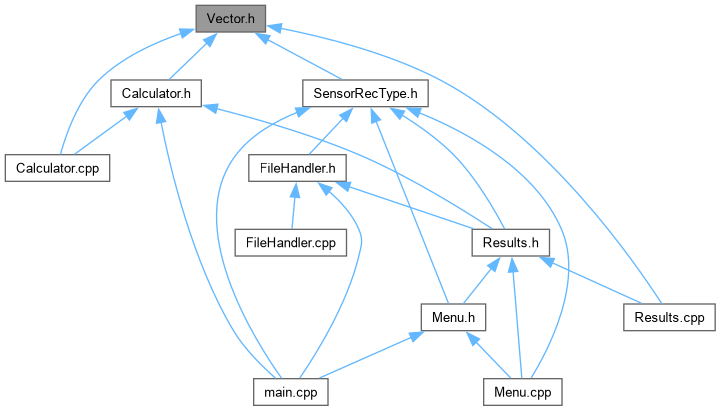 Vector.h
Calculator.h
SensorRecType.h
Calculator.cpp
FileHandler.h
FileHandler.cpp
Results.h
Menu.h
Results.cpp
main.cpp
Menu.cpp